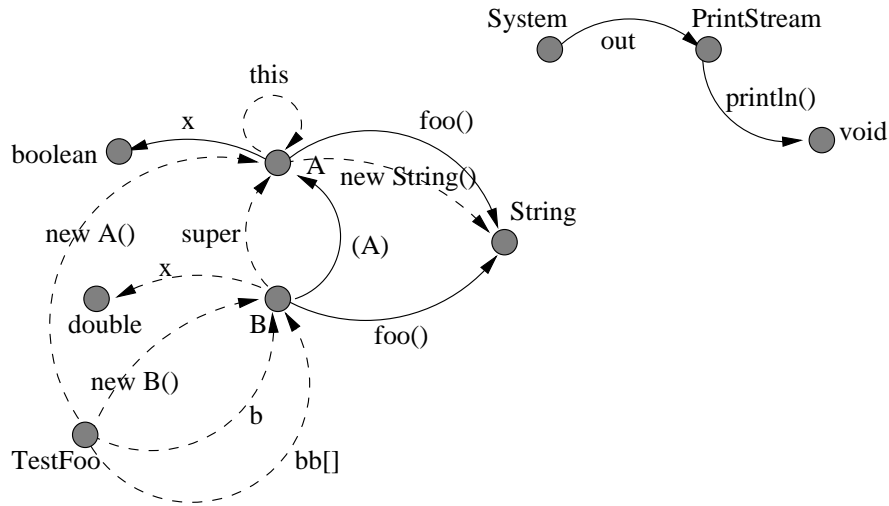 System
PrintStream
out
this
println()
foo()
x
void
boolean
A
new String()
String
new A()
super
(A)
x
double
B
foo()
new B()
b
TestFoo
bb[]